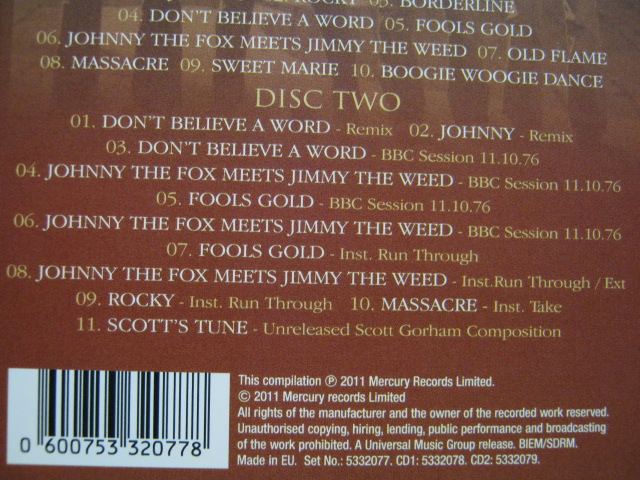 ROCKY 03. BORDERLINE
04. DON'T BELIEVE A WORD 05. FOOLS GOLD
06. JOHNNY THE FOX MEETS JIMMY THE WEED 07. OLD FLAME
08. MASSACRE 09. SWEET MARIE 10. BOOGIE WOOGIE DANCE
DISC TWO
01. DON'T BELIEVE A WORD - Remix 02. JOHNNY - Remix
03. DON'T BELIEVE A WORD - BBC Session 11.10.76
04. JOHNNY THE FOX MEETS JIMMY THE WEED - BBC Session 11.10.76
05. FOOLS GOLD - BBC Session 11.10.76
06. JOHNNY THE FOX MEETS JIMMY THE WEED - BBC Session 11.10.76
07. FOOLS GOLD - Inst. Run Through
08. JOHNNY THE FOX MEETS JIMMY THE WEED - Inst.Run Through / Ext
09. ROCKY - Inst. Run Through 10. MASSACRE - Inst. Take
11. SCOTT'S TUNE - Unreleased Scott Gorham Composition
This compilation ℗ 2011 Mercury Records Limited.
© 2011 Mercury records Limited
All rights of the manufacturer and the owner of the recorded work reserved.
Unauthorised copying, hiring, lending, public performance and broadcasting
of the work prohibited. A Universal Music Group release. BIEM/SDRM.
Made in EU. Set No.: 5332077. CD1: 5332078. CD2: 5332079.
0 600753 320778